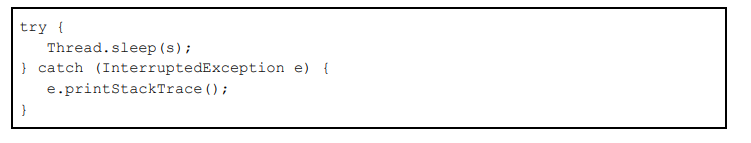 try {
   Thread.sleep(s);
} catch (InterruptedException e) {
   e.printStackTrace();
}